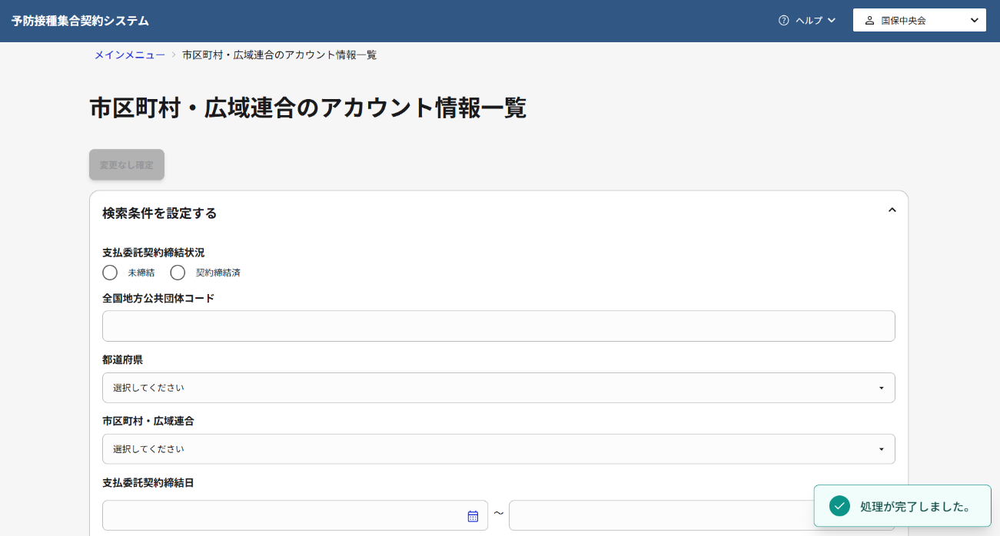 予防接種集合契約システム
ヘルプ
国保中央会
メインメニュー > 市区町村・広域連合のアカウント情報一覧
市区町村・広域連合のアカウント情報一覧
変更なし確定
検索条件を設定する
支払委託契約締結状況
未締結 契約締結済
全国地方公共団体コード
都道府県
選択してください
市区町村・広域連合
選択してください
支払委託契約締結日
～
処理が完了しました。